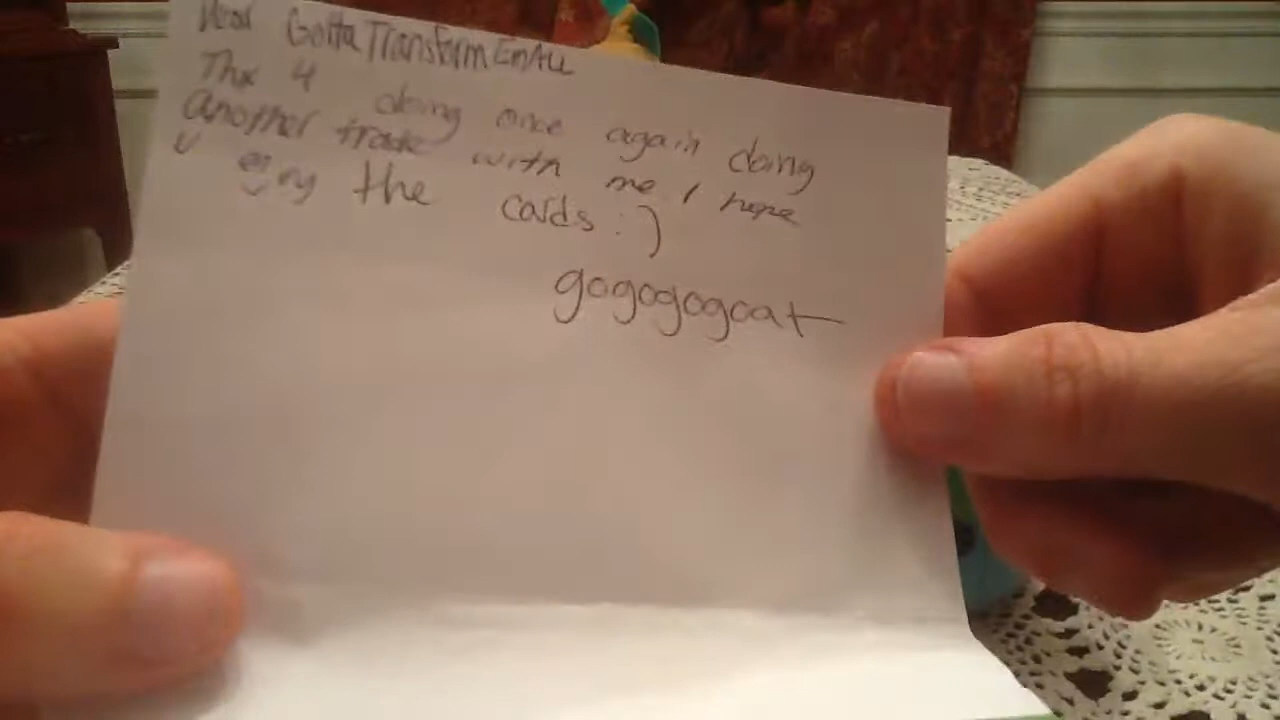 Dear GottaTransformEmAll
Thx 4 doing once again doing
another trade with me I hope
U enjoy the cards :)
gogogogoat